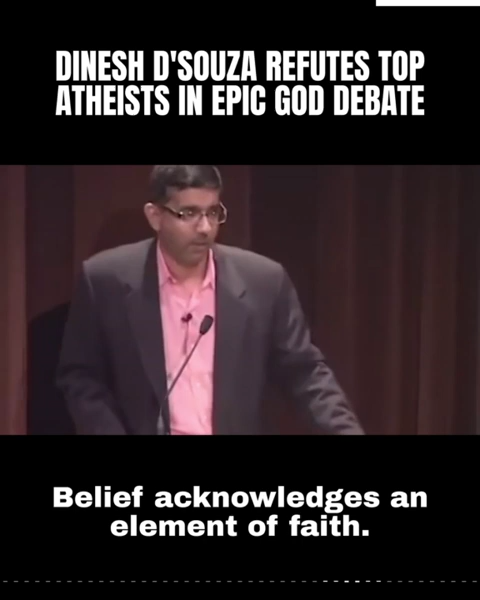 DINESH D'SOUZA REFUTES TOP
ATHEISTS IN EPIC GOD DEBATE
Belief acknowledges an
element of faith.